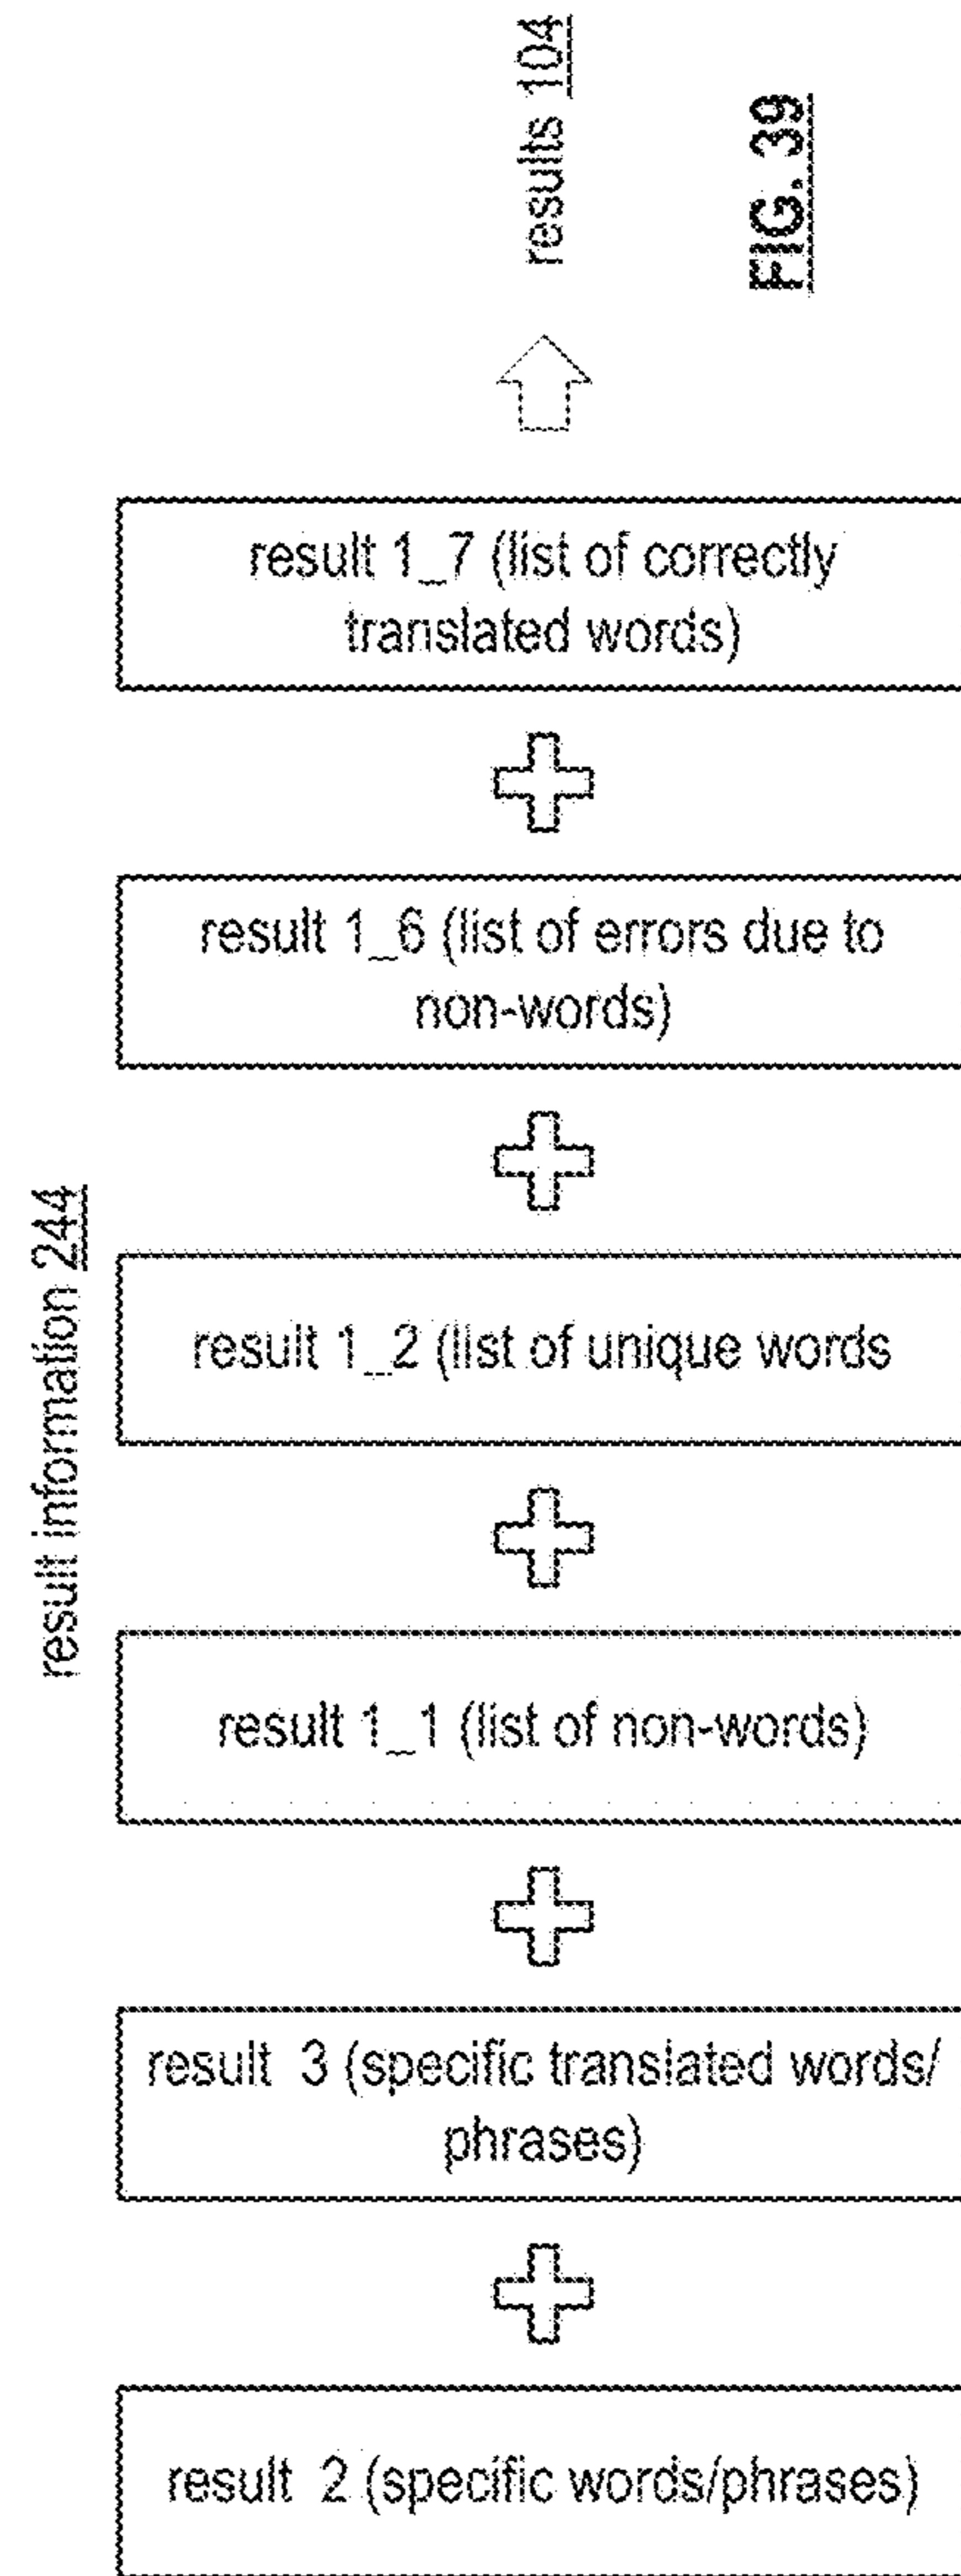 results 104
FIG. 39
result information 244
result 1_7 (list of correctly
translated words)
result 1_6 (list of errors due to
non-words)
result 1_2 (list of unique words
result 1_1 (list of non-words)
result 3 (specific translated words/
phrases)
result 2 (specific words/phrases)